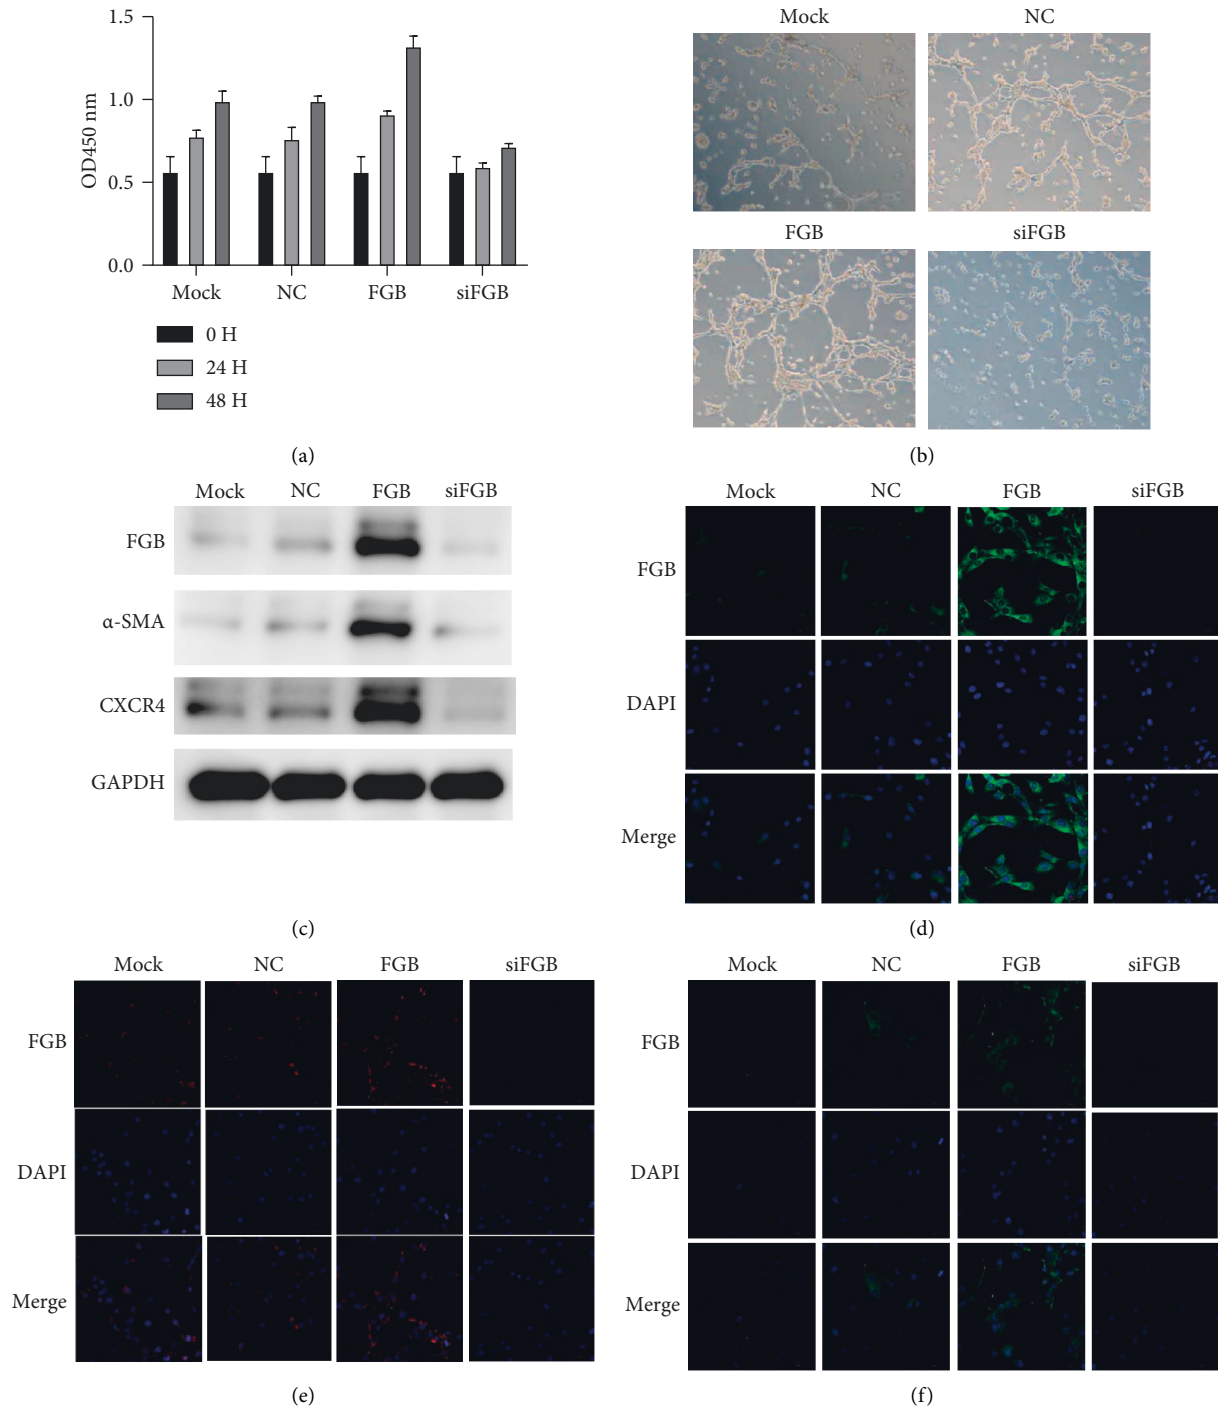 1.5
1.0
0.5
0.0
OD450 nm
Mock NC FGB siFGB
0 H
24 H
48 H
(a)
Mock NC
FGB siFGB
(b)
Mock NC FGB siFGB
FGB
α-SMA
CXCR4
GAPDH
(c)
Mock NC FGB siFGB
FGB
DAPI
Merge
(d)
Mock NC FGB siFGB
FGB
DAPI
Merge
(e)
Mock NC FGB siFGB
FGB
DAPI
Merge
(f)